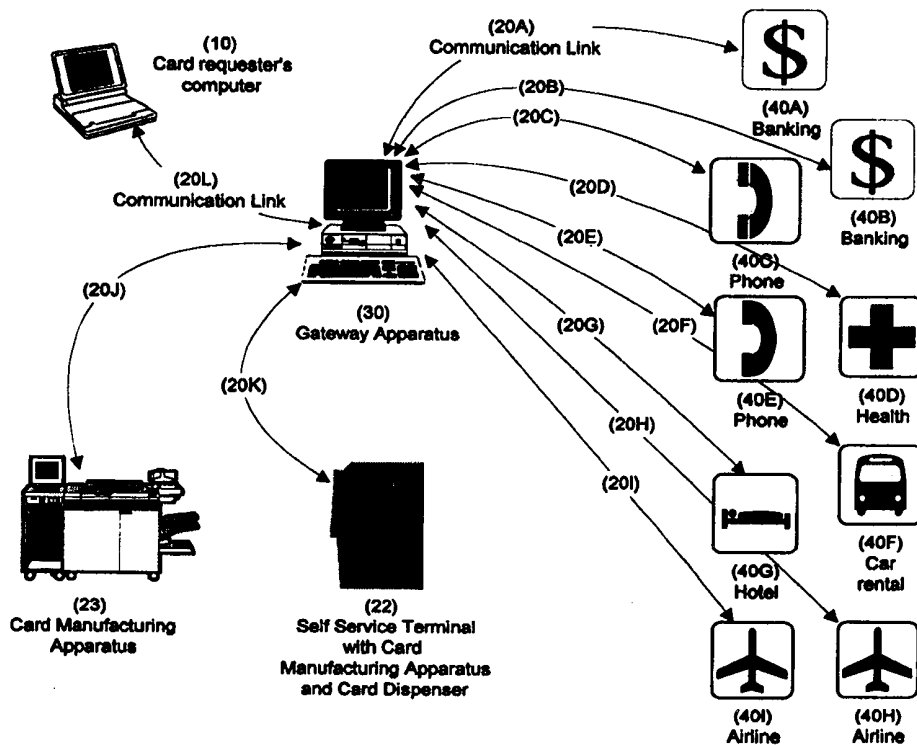 (10)
Card requester's
computer
(20A)
Communication Link
(20B)
(20C)
$
(40A)
Banking
$
(40B)
Banking
(20L)
Communication Link
(20D)
(20E)
(40C)
Phone
(20J)
(30)
Gateway Apparatus
(20G)
(20F)
(40D)
Health
(20K)
(40E)
Phone
(20H)
(20I)
(40F)
Car
rental
(40G)
Hotel
(23)
Card Manufacturing
Apparatus
(22)
Self Service Terminal
with Card
Manufacturing Apparatus
and Card Dispenser
(40I)
Airline
(40H)
Airline